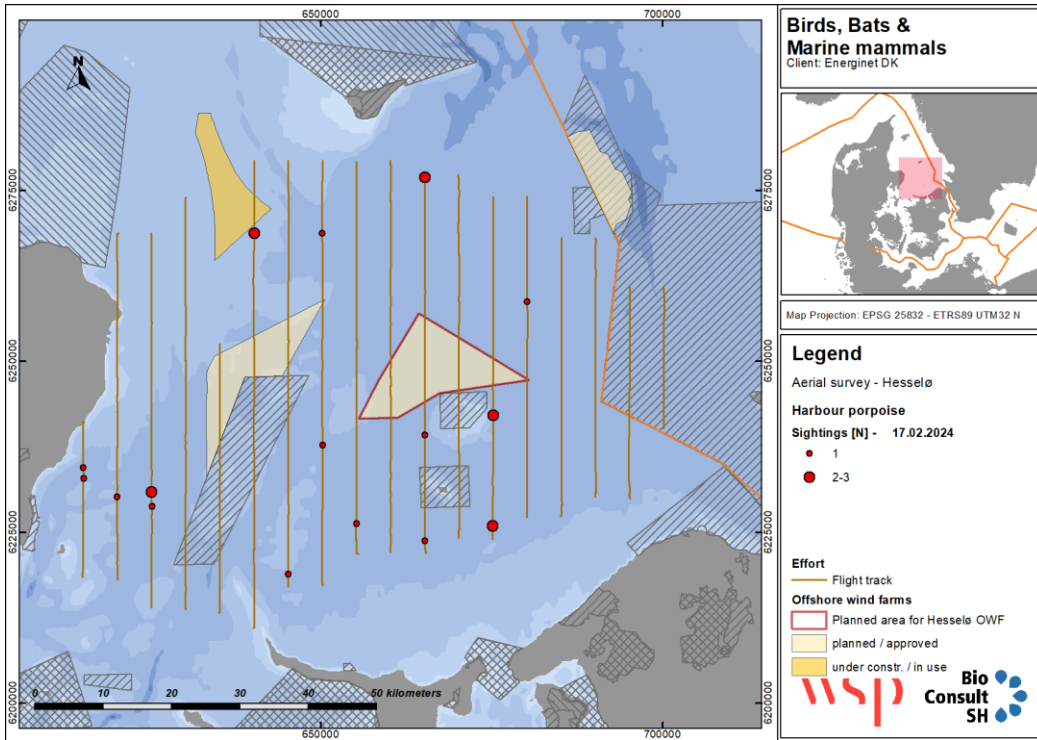 650000
700000
6275000
6275000
6250000
6250000
6225000
6225000
6200000
6200000
N
0
10
20
30
40
50 kilometers
650000
700000
Birds, Bats &
Marine mammals
Client: Energinet DK
Map Projection: EPSG 25832 - ETRS89 UTM32 N
Legend
Aerial survey - Hesselø
Harbour porpoise
Sightings [N] - 17.02.2024
1
2-3
Effort
Flight track
Offshore wind farms
Planned area for Hesselø OWF
planned / approved
under constr. / in use
wsp
Bio
Consult
SH